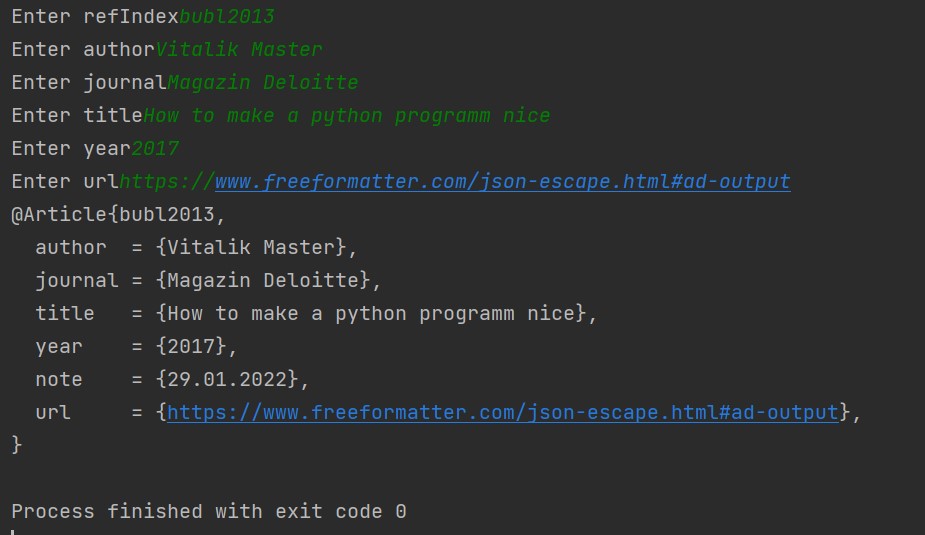 Enter refIndexbubl2013
Enter authorVitalik Master
Enter journalMagazin Deloitte
Enter titleHow to make a python programm nice
Enter year2017
Enter urlhttps://www.freeformatter.com/json-escape.html#ad-output
@Article{bubl2013,
  author  = {Vitalik Master},
  journal = {Magazin Deloitte},
  title   = {How to make a python programm nice},
  year    = {2017},
  note    = {29.01.2022},
  url     = {https://www.freeformatter.com/json-escape.html#ad-output},
}

Process finished with exit code 0